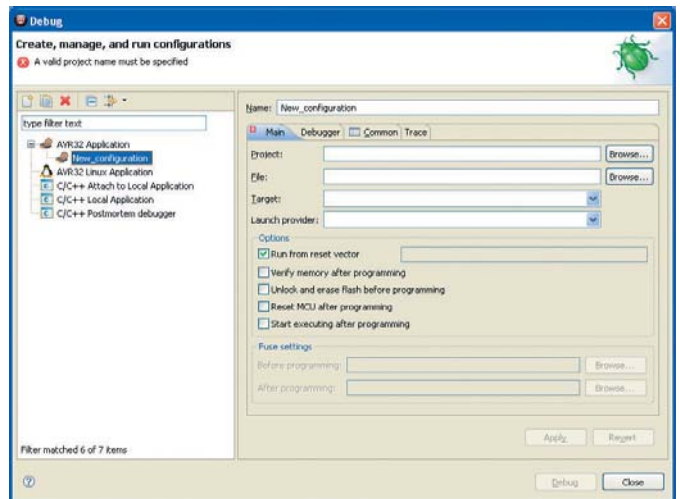 Debug
Create, manage, and run configurations
A valid project name must be specified
type filter text
AVR32 Application
New_configuration
AVR32 Linux Application
C/C++ Attach to Local Application
C/C++ Local Application
C/C++ Postmortem debugger
Filter matched 6 of 7 items
Name: New_configuration
Main Debugger Common Trace
Project: Browse...
File: Browse...
Target:
Launch provider:
Options
Run from reset vector
Verify memory after programming
Unlock and erase flash before programming
Reset MCU after programming
Start executing after programming
Fuse settings
Before programming: Browse...
After programming: Browse...
Apply Revert
Debug Close